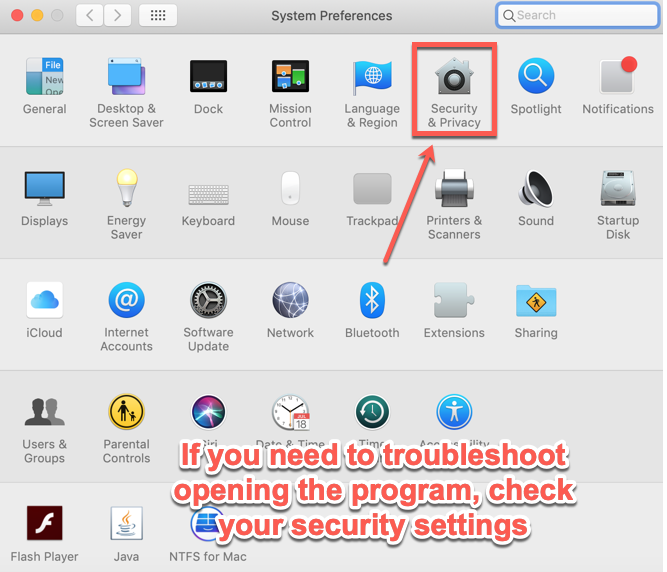 System Preferences
Search
File
New
General
Desktop &
Screen Saver
Dock
Mission
Control
Language
& Region
Security
& Privacy
Spotlight
Notifications
Displays
Energy
Saver
Keyboard
Mouse
Trackpad
Printers &
Scanners
Sound
Startup
Disk
iCloud
Internet
Accounts
Software
Update
Network
Bluetooth
Extensions
Sharing
JUL
18
Users &
Groups
Parental
Controls
Siri
Date & Time
Time
Accessibility
If you need to troubleshoot
opening the program, check
your security settings
Flash Player
Java
NTFS for Mac